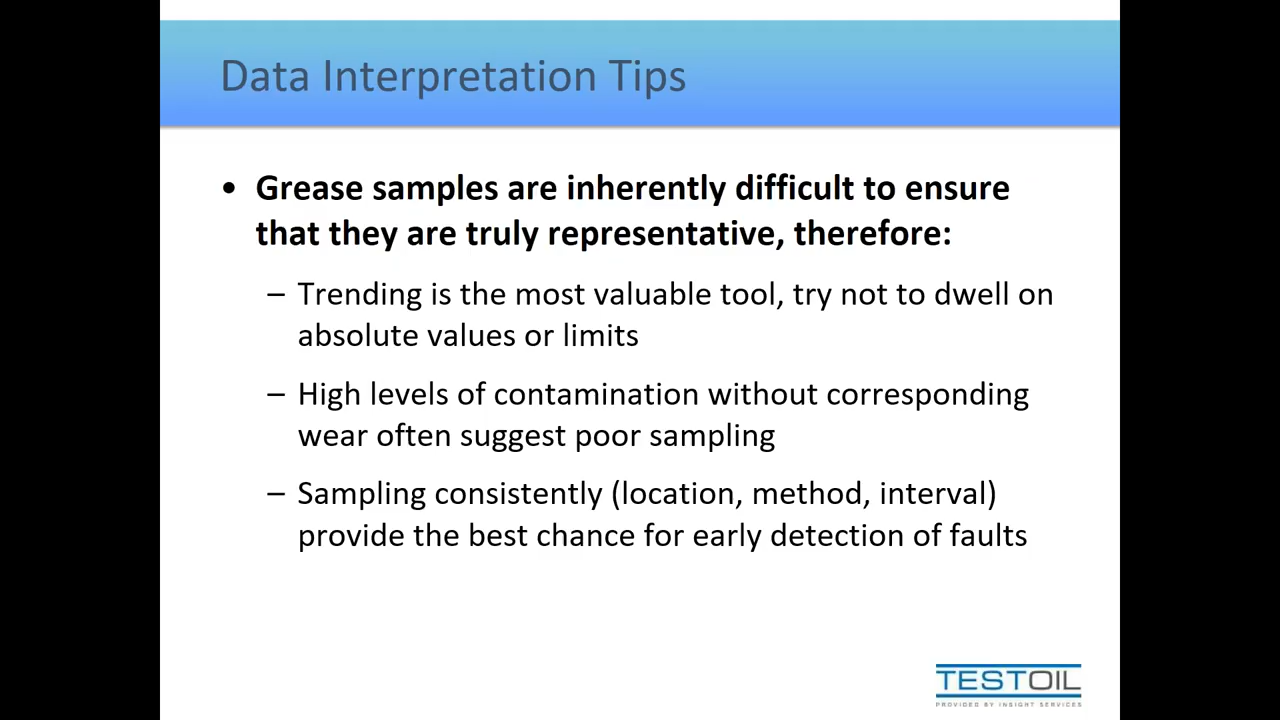 Data Interpretation Tips
• Grease samples are inherently difficult to ensure
that they are truly representative, therefore:
– Trending is the most valuable tool, try not to dwell on
absolute values or limits
– High levels of contamination without corresponding
wear often suggest poor sampling
– Sampling consistently (location, method, interval)
provide the best chance for early detection of faults
TESTOIL
PROVIDED BY INSIGHT SERVICES